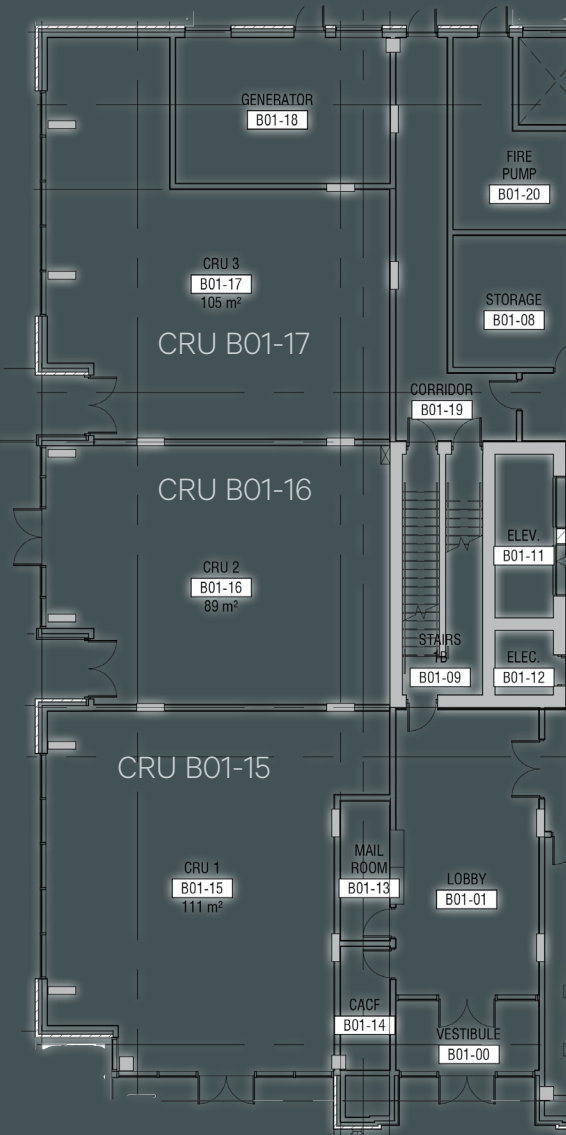 GENERATOR
B01-18
FIRE
PUMP
B01-20
CRU 3
B01-17
105 m²
STORAGE
B01-08
CRU B01-17
CORRIDOR
B01-19
CRU B01-16
ELEV.
B01-11
CRU 2
B01-16
89 m²
STAIRS
1B
B01-09
ELEC.
B01-12
CRU B01-15
MAIL
ROOM
B01-13
CRU 1
B01-15
111 m²
LOBBY
B01-01
CACF
B01-14
VESTIBULE
B01-00